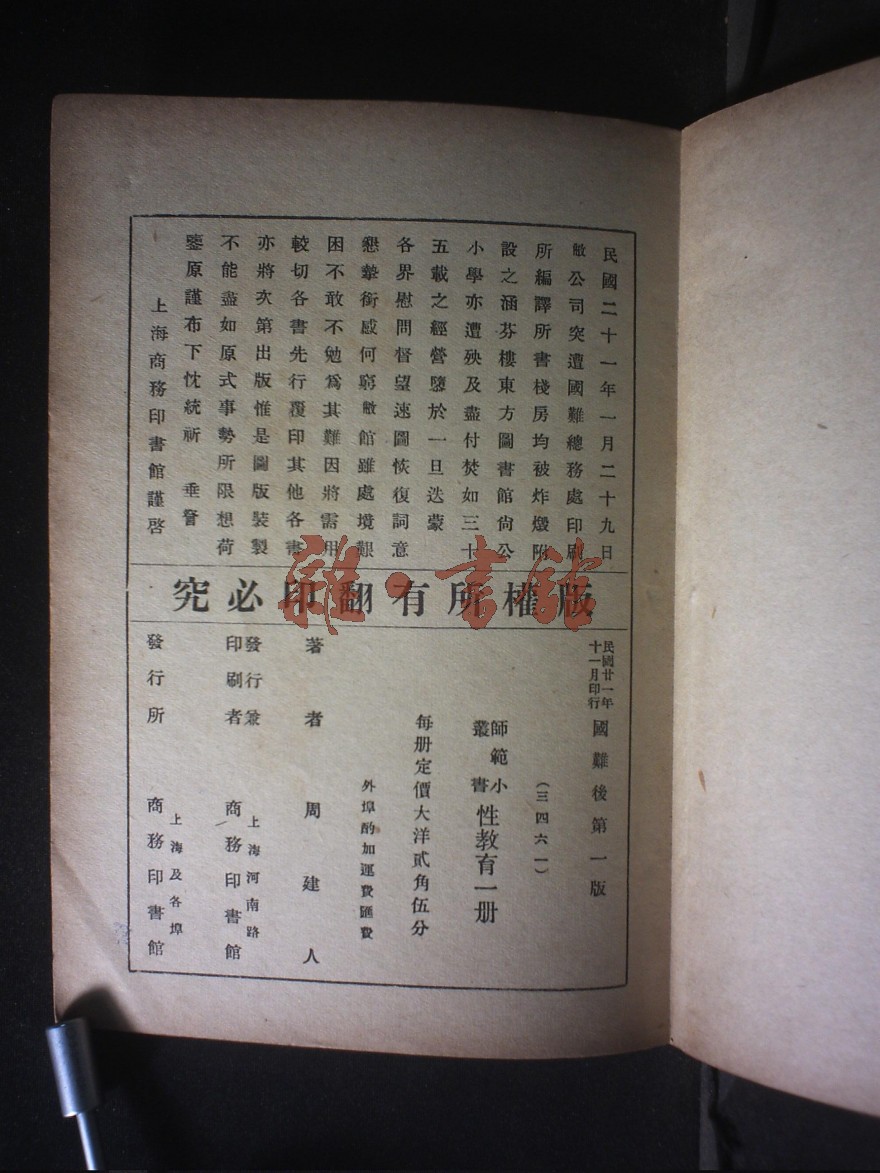 民國二十一年一月二十九日
敝公司突遭國難總務處印刷
所編譯所書棧房均被炸燬附
設之涵芬樓東方圖書館尙公
小學亦遭殃及盡付焚如三十
五載之經營隳於一旦迭蒙
各界慰問督望速圖恢復詞意
懇摯銜感何窮敝館雖處境艱
困不敢不勉爲其難因將需用
較切各書先行覆印其他各書
亦將次第出版惟是圖版裝製
不能盡如原式事勢所限想荷
鑒原謹布下忱統祈 垂詧
上海商務印書館謹啓
版權所有翻印必究
民國廿一年
十一月印行
國難後第一版
(三四六一)
師範小
叢書
性教育一册
每册定價大洋貳角伍分
外埠酌加運費匯費
著者 周建人
發行兼
印刷者
上海河南路
商務印書館
發行所
上海及各埠
商務印書館
雜·書館